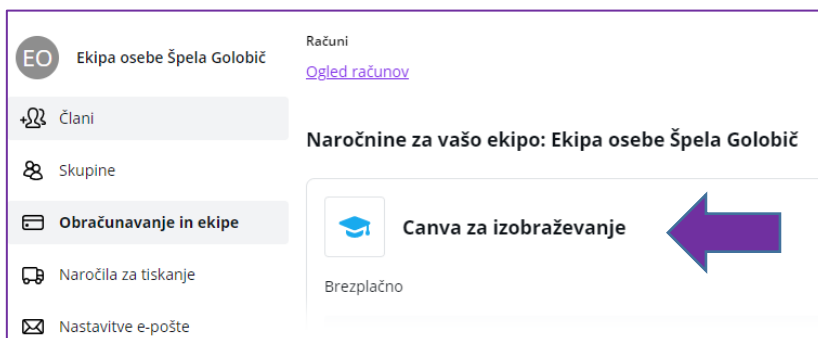 EO
Ekipa osebe Špela Golobič
Člani
Skupine
Obračunavanje in ekipe
Naročila za tiskanje
Nastavitve e-pošte
Računi
Ogled računov
Naročnine za vašo ekipo: Ekipa osebe Špela Golobič
Canva za izobraževanje
Brezplačno